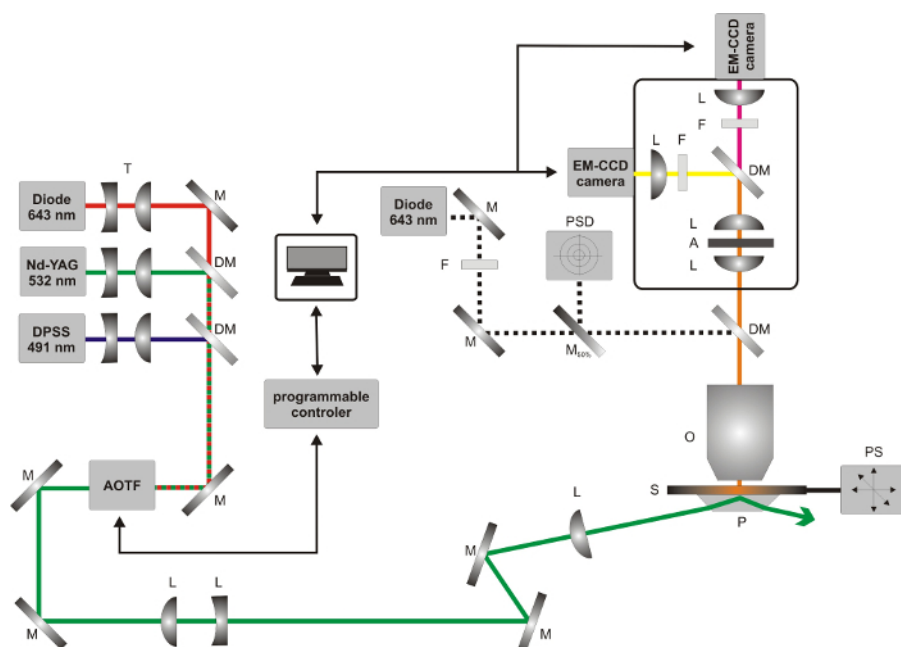 EM-CCD
camera
L
F
L
F
EM-CCD
camera
DM
T
M
Diode
643 nm
Diode
643 nm
M
PSD
L
A
L
F
Nd-YAG
532 nm
DM
DPSS
491 nm
DM
M
M50%
DM
programmable
controler
O
M
AOTF
M
L
S
P
PS
M
L
L
M
M